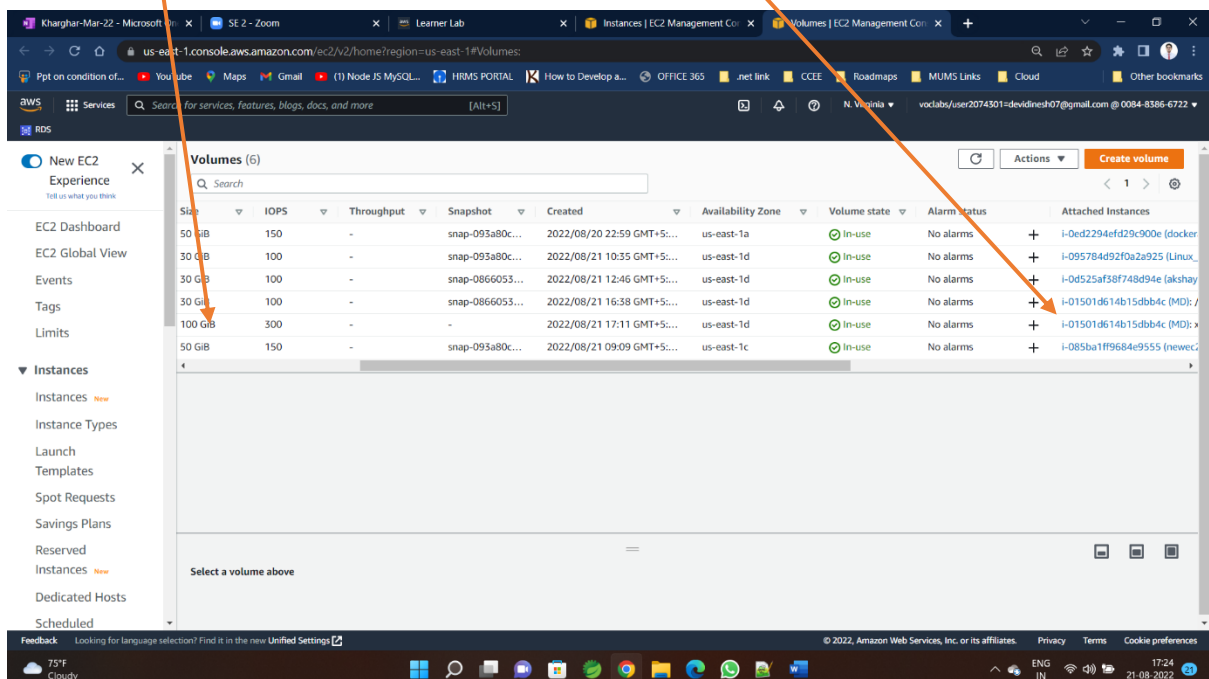 Kharghar-Mar-22 - Microsoft On
SE 2 - Zoom
Learner Lab
Instances | EC2 Management Con
Volumes | EC2 Management Con
us-east-1.console.aws.amazon.com/ec2/v2/home?region=us-east-1#Volumes:
Ppt on condition of... YouTube Maps Gmail (1) Node JS MySQL... HRMS PORTAL How to Develop a... OFFICE 365 .net link CCEE Roadmaps MUMS Links Cloud Other bookmarks
aws Services Search for services, features, blogs, docs, and more [Alt+S] N. Virginia ▼ voclabs/user2074301=devidinesh07@gmail.com @ 0084-8386-6722 ▼
RDS
New EC2
Experience
Tell us what you think
EC2 Dashboard
EC2 Global View
Events
Tags
Limits
▼ Instances
Instances New
Instance Types
Launch
Templates
Spot Requests
Savings Plans
Reserved
Instances New
Dedicated Hosts
Scheduled
Volumes (6)
Actions ▼
Create volume
Search
< 1 >
Size IOPS Throughput Snapshot Created Availability Zone Volume state Alarm status Attached Instances
50 GiB 150 - snap-093a80c... 2022/08/20 22:59 GMT+5:... us-east-1a In-use No alarms + i-0ed2294efd29c900e (docker
30 GiB 100 - snap-093a80c... 2022/08/21 10:35 GMT+5:... us-east-1d In-use No alarms + i-095784d92f0a2a925 (Linux_
30 GiB 100 - snap-0866053... 2022/08/21 12:46 GMT+5:... us-east-1d In-use No alarms + i-0d525af38f748d94e (akshay
30 GiB 100 - snap-0866053... 2022/08/21 16:38 GMT+5:... us-east-1d In-use No alarms + i-01501d614b15dbb4c (MD): /
100 GiB 300 - - 2022/08/21 17:11 GMT+5:... us-east-1d In-use No alarms + i-01501d614b15dbb4c (MD): x
50 GiB 150 - snap-093a80c... 2022/08/21 09:09 GMT+5:... us-east-1c In-use No alarms + i-085ba1ff9684e9555 (newec2
Select a volume above
Feedback Looking for language selection? Find it in the new Unified Settings © 2022, Amazon Web Services, Inc. or its affiliates. Privacy Terms Cookie preferences
75°F
Cloudy
ENG
IN
17:24
21-08-2022
21